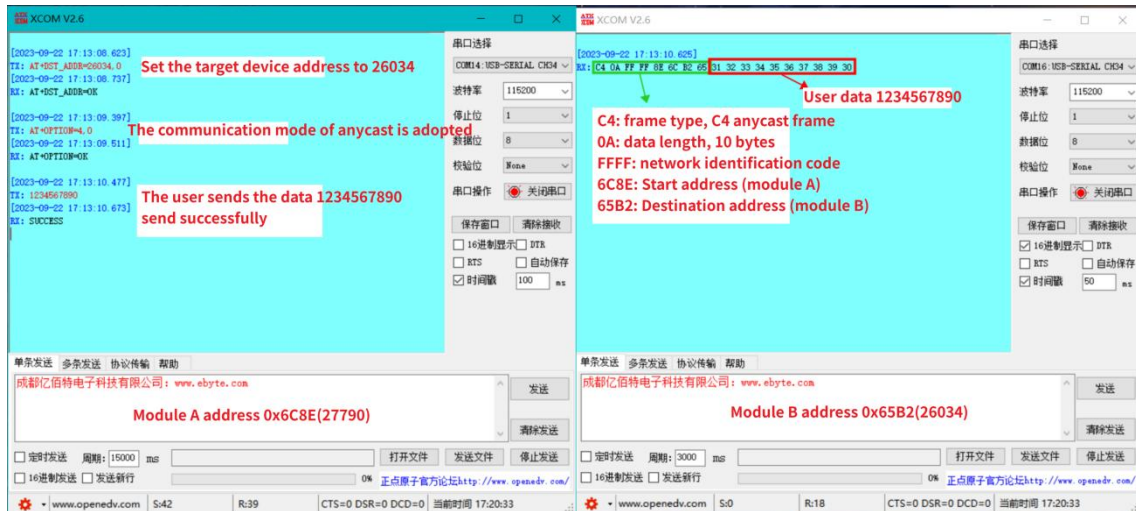 XCOM V2.6
[2023-09-22 17:13:08.623]
TX: AT+DST_ADDR=26034,0
[2023-09-22 17:13:08.737]
RX: AT+DST_ADDR=OK
Set the target device address to 26034
[2023-09-22 17:13:09.397]
TX: AT+OPTION=4,0
[2023-09-22 17:13:09.511]
RX: AT+OPTION=OK
The communication mode of anycast is adopted
[2023-09-22 17:13:10.477]
TX: 1234567890
[2023-09-22 17:13:10.673]
RX: SUCCESS
The user sends the data 1234567890
send successfully
串口选择
COM14:USB-SERIAL CH34
波特率 115200
停止位 1
数据位 8
校验位 None
串口操作 关闭串口
保存窗口 清除接收
16进制显示 DTR
RTS 自动保存
时间戳 100 ms
单条发送 多条发送 协议传输 帮助
成都亿佰特电子科技有限公司：www.ebyte.com
Module A address 0x6C8E(27790)
发送
清除发送
定时发送 周期: 15000 ms 打开文件 发送文件 停止发送
16进制发送 发送新行 0% 正点原子官方论坛http://www.openedv.com/
www.openedv.com S:42 R:39 CTS=0 DSR=0 DCD=0 当前时间 17:20:33
XCOM V2.6
[2023-09-22 17:13:10.625]
RX: C4 0A FF FF 8E 6C B2 65 31 32 33 34 35 36 37 38 39 30
User data 1234567890
C4: frame type, C4 anycast frame
0A: data length, 10 bytes
FFFF: network identification code
6C8E: Start address (module A)
65B2: Destination address (module B)
串口选择
COM16:USB-SERIAL CH34
波特率 115200
停止位 1
数据位 8
校验位 None
串口操作 关闭串口
保存窗口 清除接收
16进制显示 DTR
RTS 自动保存
时间戳 50 ms
单条发送 多条发送 协议传输 帮助
成都亿佰特电子科技有限公司：www.ebyte.com
Module B address 0x65B2(26034)
发送
清除发送
定时发送 周期: 3000 ms 打开文件 发送文件 停止发送
16进制发送 发送新行 0% 正点原子官方论坛http://www.openedv.com/
www.openedv.com S:0 R:18 CTS=0 DSR=0 DCD=0 当前时间 17:20:33